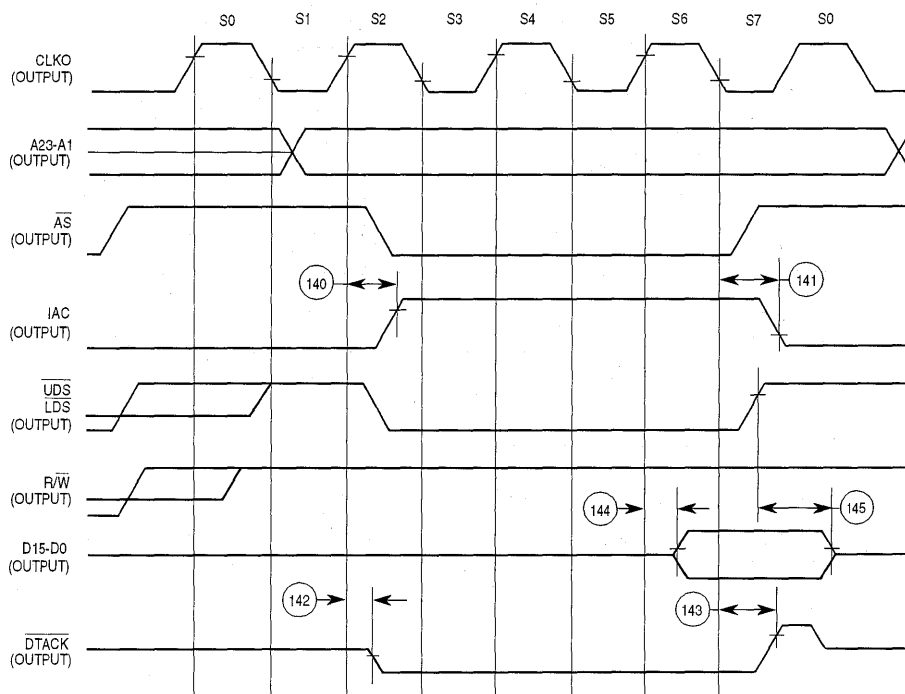 S0 S1 S2 S3 S4 S5 S6 S7 S0
CLKO
(OUTPUT)
A23-A1
(OUTPUT)
AS
(OUTPUT)
140
141
IAC
(OUTPUT)
UDS
LDS
(OUTPUT)
R/W
(OUTPUT)
144
145
D15-D0
(OUTPUT)
142
143
DTACK
(OUTPUT)